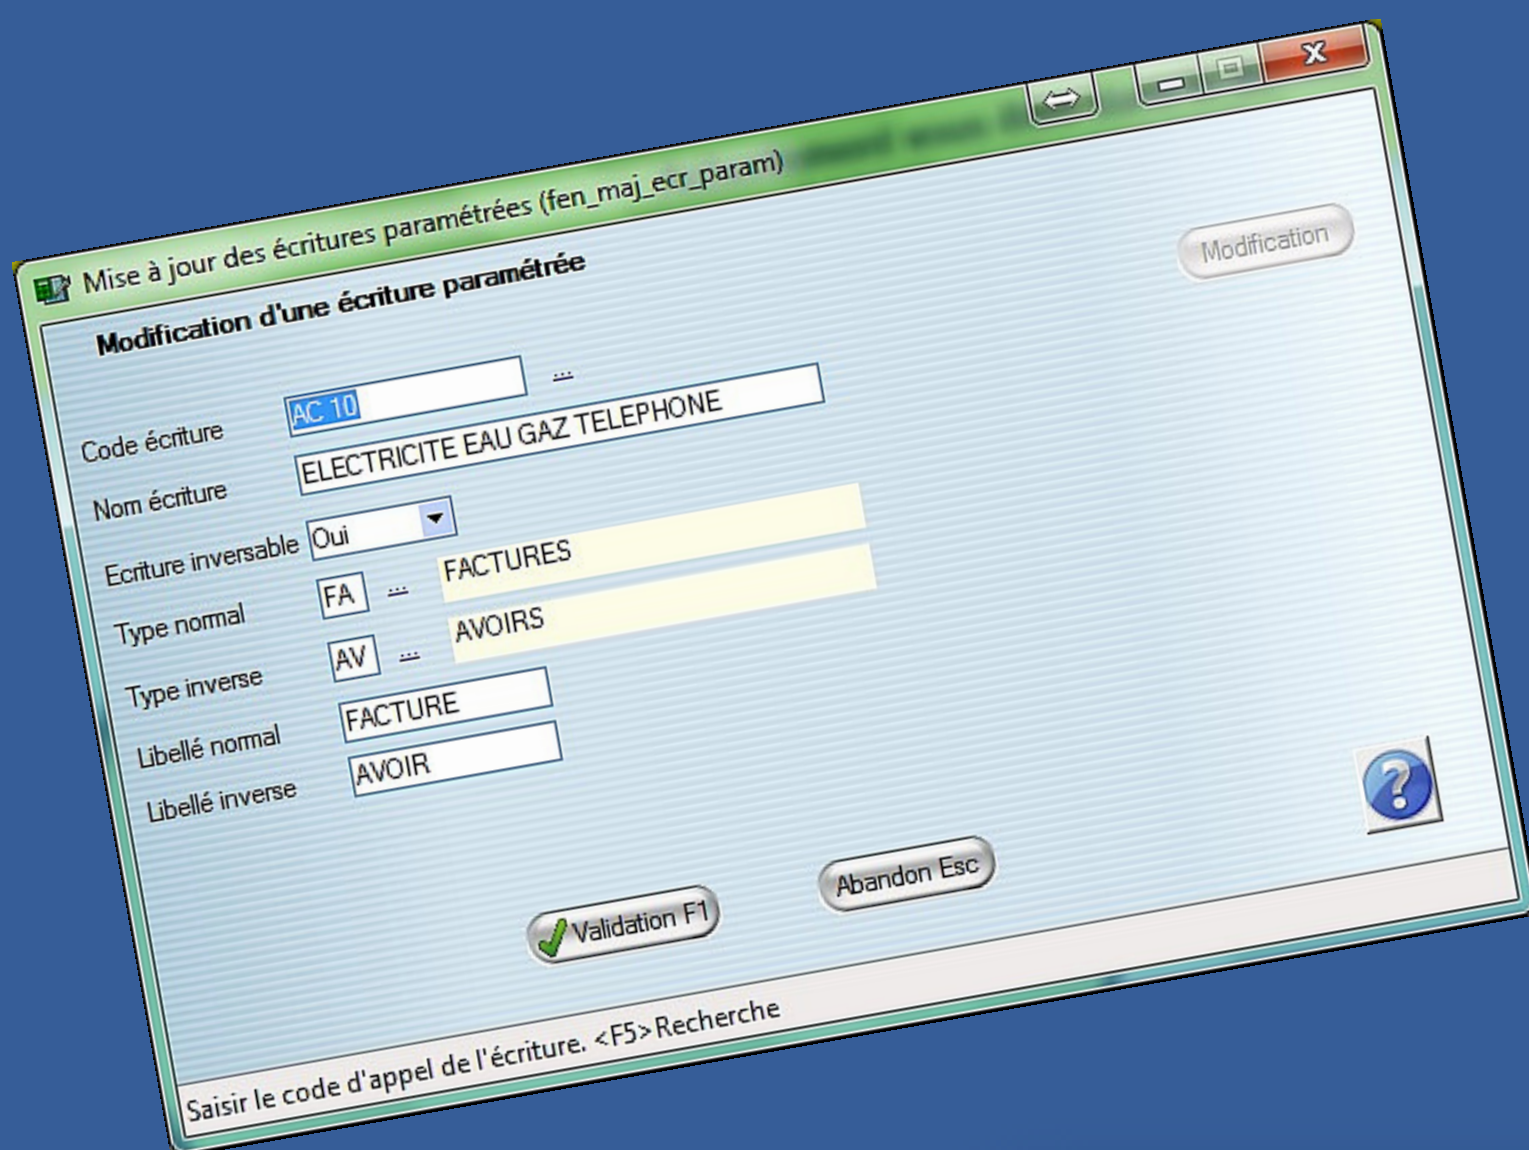 Mise à jour des écritures paramétrées (fen_maj_ecr_param)
Modification d'une écriture paramétrée
Modification
Code écriture AC 10 ...
Nom écriture ELECTRICITE EAU GAZ TELEPHONE
Ecriture inversable Oui
Type normal FA ... FACTURES
Type inverse AV ... AVOIRS
Libellé normal FACTURE
Libellé inverse AVOIR
Validation F1
Abandon Esc
Saisir le code d'appel de l'écriture. <F5> Recherche